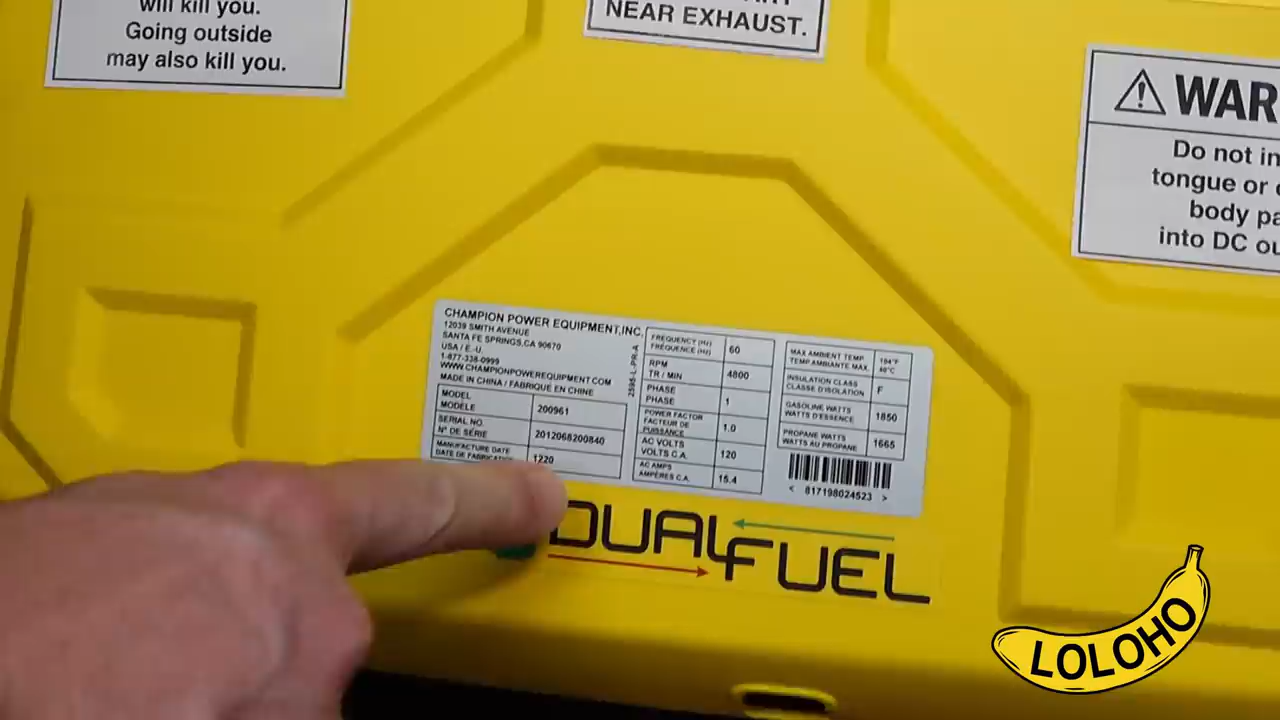 will kill you.
Going outside
may also kill you.
NEAR EXHAUST.
WAR
Do not in
tongue or
body pa
into DC ou
CHAMPION POWER EQUIPMENT,INC.
12039 SMITH AVENUE
SANTA FE SPRINGS,CA 90670
USA / E.-U.
1-877-338-0999
WWW.CHAMPIONPOWEREQUIPMENT.COM
MADE IN CHINA / FABRIQUÉ EN CHINE
MODEL
MODÈLE
200961
SERIAL NO.
Nº DE SÉRIE
2012068200840
MANUFACTURE DATE
DATE DE FABRICATION
1220
2595-L-PR-A
FREQUENCY (Hz)
FRÉQUENCE (HZ)
60
RPM
TR / MIN
4800
PHASE
PHASE
1
POWER FACTOR
FACTEUR DE
PUISSANCE
1.0
AC VOLTS
VOLTS C.A.
120
AC AMPS
AMPÈRES C.A.
15.4
MAX AMBIENT TEMP
TEMP AMBIANTE MAX.
104°F
40°C
INSULATION CLASS
CLASSE D'ISOLATION
F
GASOLINE WATTS
WATTS D'ESSENCE
1850
PROPANE WATTS
WATTS AU PROPANE
1665
< 817198024523 >
DUAL FUEL
LOLOHO